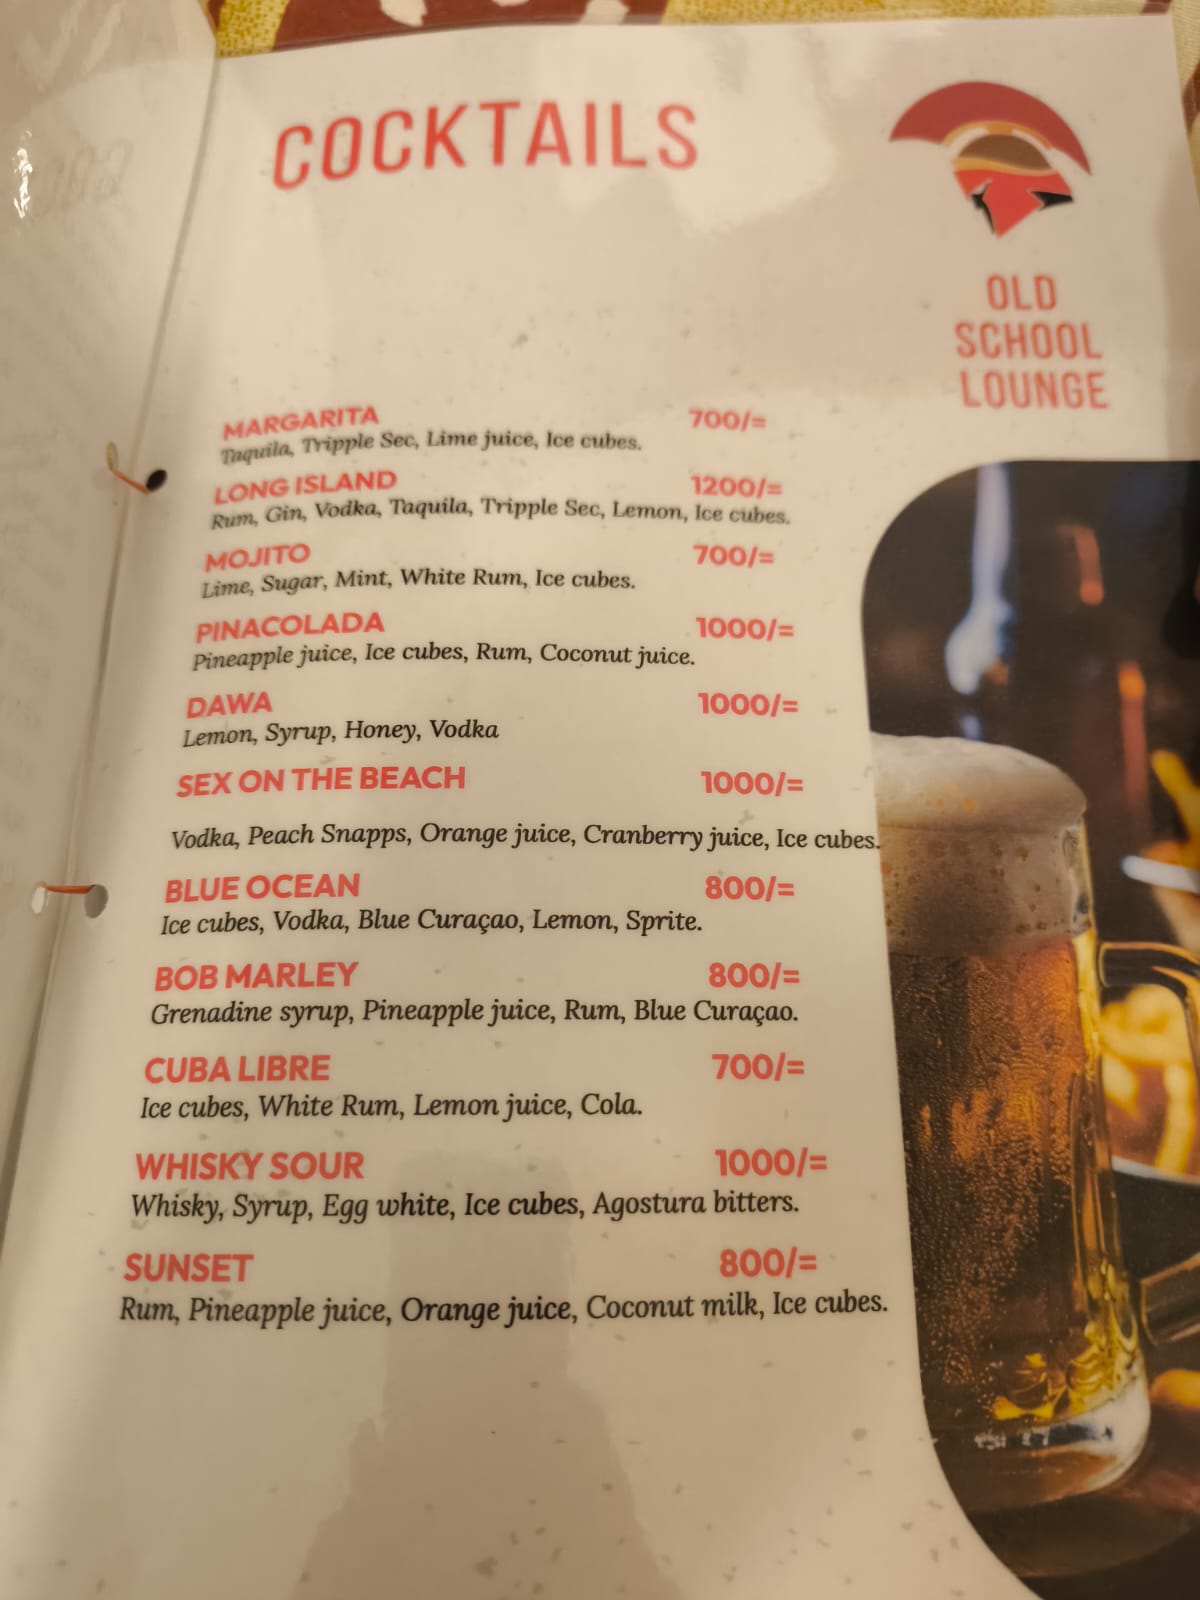 COCKTAILS
OLD
SCHOOL
LOUNGE
MARGARITA 700/=
Taquila, Tripple Sec, Lime juice, Ice cubes.
LONG ISLAND 1200/=
Rum, Gin, Vodka, Taquila, Tripple Sec, Lemon, Ice cubes.
MOJITO 700/=
Lime, Sugar, Mint, White Rum, Ice cubes.
PINACOLADA 1000/=
Pineapple juice, Ice cubes, Rum, Coconut juice.
DAWA 1000/=
Lemon, Syrup, Honey, Vodka
SEX ON THE BEACH 1000/=
Vodka, Peach Snapps, Orange juice, Cranberry juice, Ice cubes.
BLUE OCEAN 800/=
Ice cubes, Vodka, Blue Curaçao, Lemon, Sprite.
BOB MARLEY 800/=
Grenadine syrup, Pineapple juice, Rum, Blue Curaçao.
CUBA LIBRE 700/=
Ice cubes, White Rum, Lemon juice, Cola.
WHISKY SOUR 1000/=
Whisky, Syrup, Egg white, Ice cubes, Agostura bitters.
SUNSET 800/=
Rum, Pineapple juice, Orange juice, Coconut milk, Ice cubes.